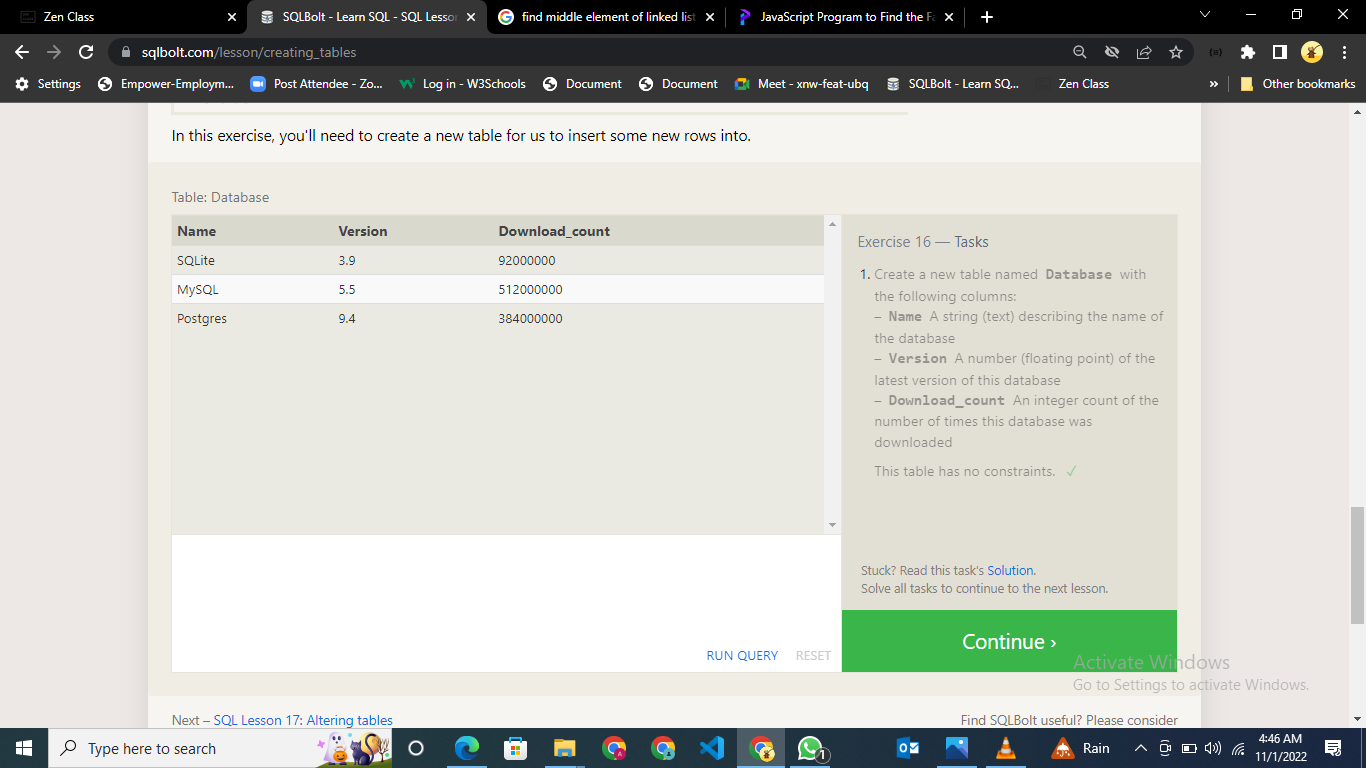 Zen Class
SQLBolt - Learn SQL - SQL Lesson
find middle element of linked list
JavaScript Program to Find the Fa
sqlbolt.com/lesson/creating_tables
Settings
Empower-Employm...
Post Attendee - Zo...
Log in - W3Schools
Document
Document
Meet - xnw-feat-ubq
SQLBolt - Learn SQ...
Zen Class
»
Other bookmarks
In this exercise, you'll need to create a new table for us to insert some new rows into.
Table: Database
Name Version Download_count
SQLite 3.9 92000000
MySQL 5.5 512000000
Postgres 9.4 384000000
RUN QUERY RESET
Exercise 16 — Tasks
1. Create a new table named Database with
the following columns:
– Name A string (text) describing the name of
the database
– Version A number (floating point) of the
latest version of this database
– Download_count An integer count of the
number of times this database was
downloaded
This table has no constraints. ✓
Stuck? Read this task's Solution.
Solve all tasks to continue to the next lesson.
Continue ›
Activate Windows
Go to Settings to activate Windows.
Next – SQL Lesson 17: Altering tables
Find SQLBolt useful? Please consider
Type here to search
1
Rain
4:46 AM
11/1/2022